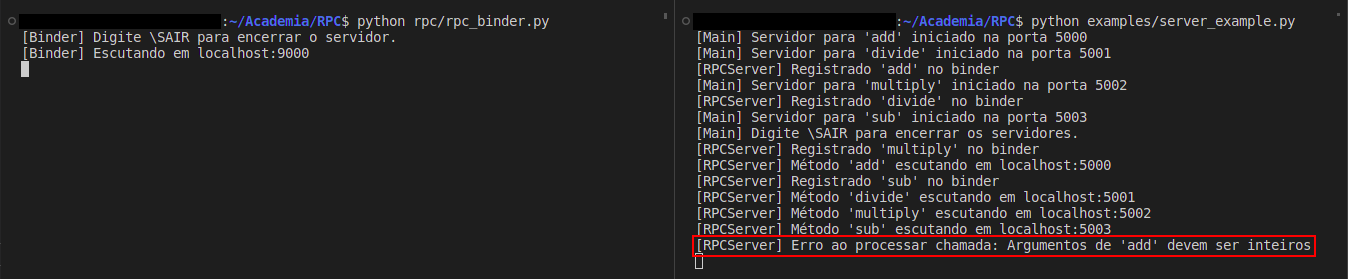 :~/Academia/RPC$ python rpc/rpc_binder.py
[Binder] Digite \SAIR para encerrar o servidor.
[Binder] Escutando em localhost:9000
:~/Academia/RPC$ python examples/server_example.py
[Main] Servidor para 'add' iniciado na porta 5000
[Main] Servidor para 'divide' iniciado na porta 5001
[RPCServer] Registrado 'add' no binder
[Main] Servidor para 'multiply' iniciado na porta 5002
[RPCServer] Registrado 'divide' no binder
[Main] Servidor para 'sub' iniciado na porta 5003
[Main] Digite \SAIR para encerrar os servidores.
[RPCServer] Registrado 'multiply' no binder
[RPCServer] Método 'add' escutando em localhost:5000
[RPCServer] Registrado 'sub' no binder
[RPCServer] Método 'divide' escutando em localhost:5001
[RPCServer] Método 'multiply' escutando em localhost:5002
[RPCServer] Método 'sub' escutando em localhost:5003
[RPCServer] Erro ao processar chamada: Argumentos de 'add' devem ser inteiros